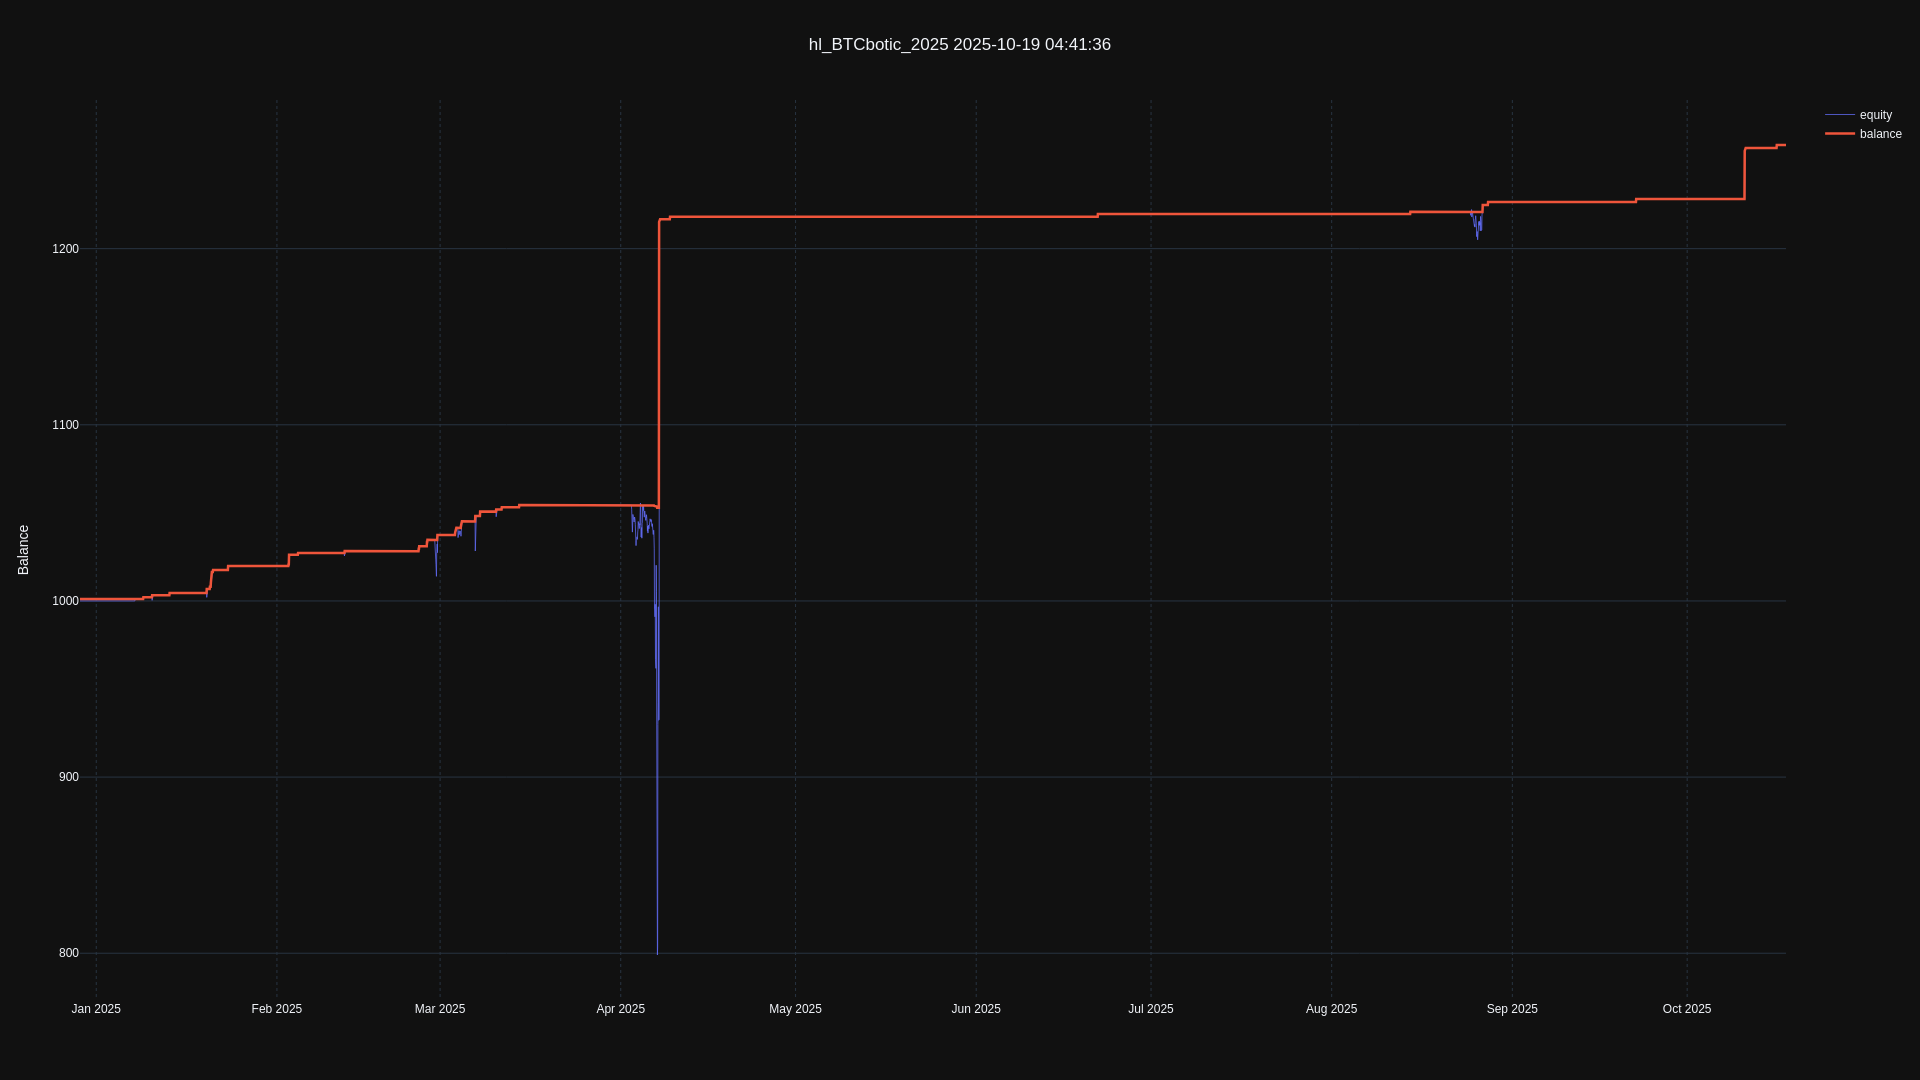 hl_BTCbotic_2025 2025-10-19 04:41:36
equity
balance
Balance
1200
1100
1000
900
800
Jan 2025
Feb 2025
Mar 2025
Apr 2025
May 2025
Jun 2025
Jul 2025
Aug 2025
Sep 2025
Oct 2025